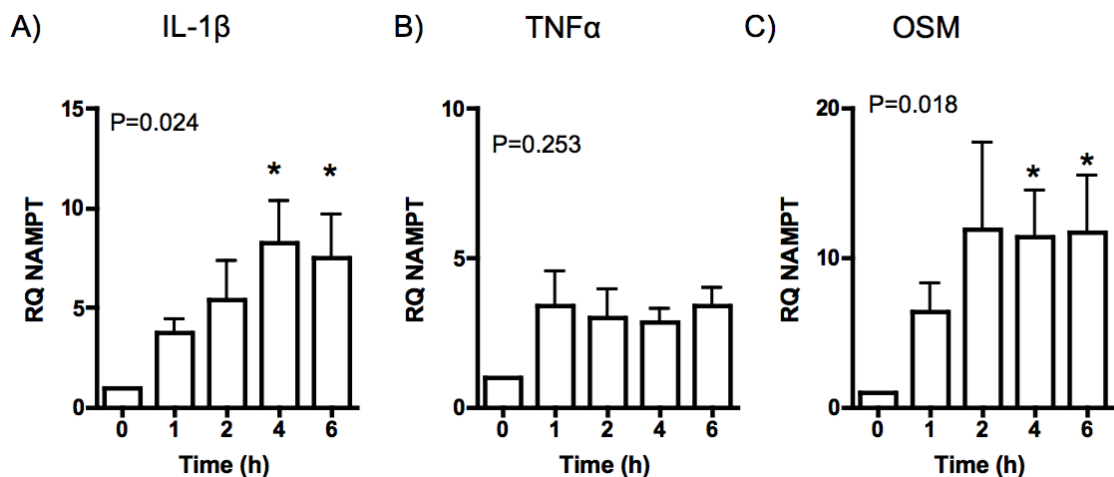 A) IL-1β
15
P=0.024
* *
10
5
0
RQ NAMPT
0 1 2 4 6
Time (h)
B) TNFα
10
P=0.253
5
0
RQ NAMPT
0 1 2 4 6
Time (h)
C) OSM
20
P=0.018
* *
10
0
RQ NAMPT
0 1 2 4 6
Time (h)